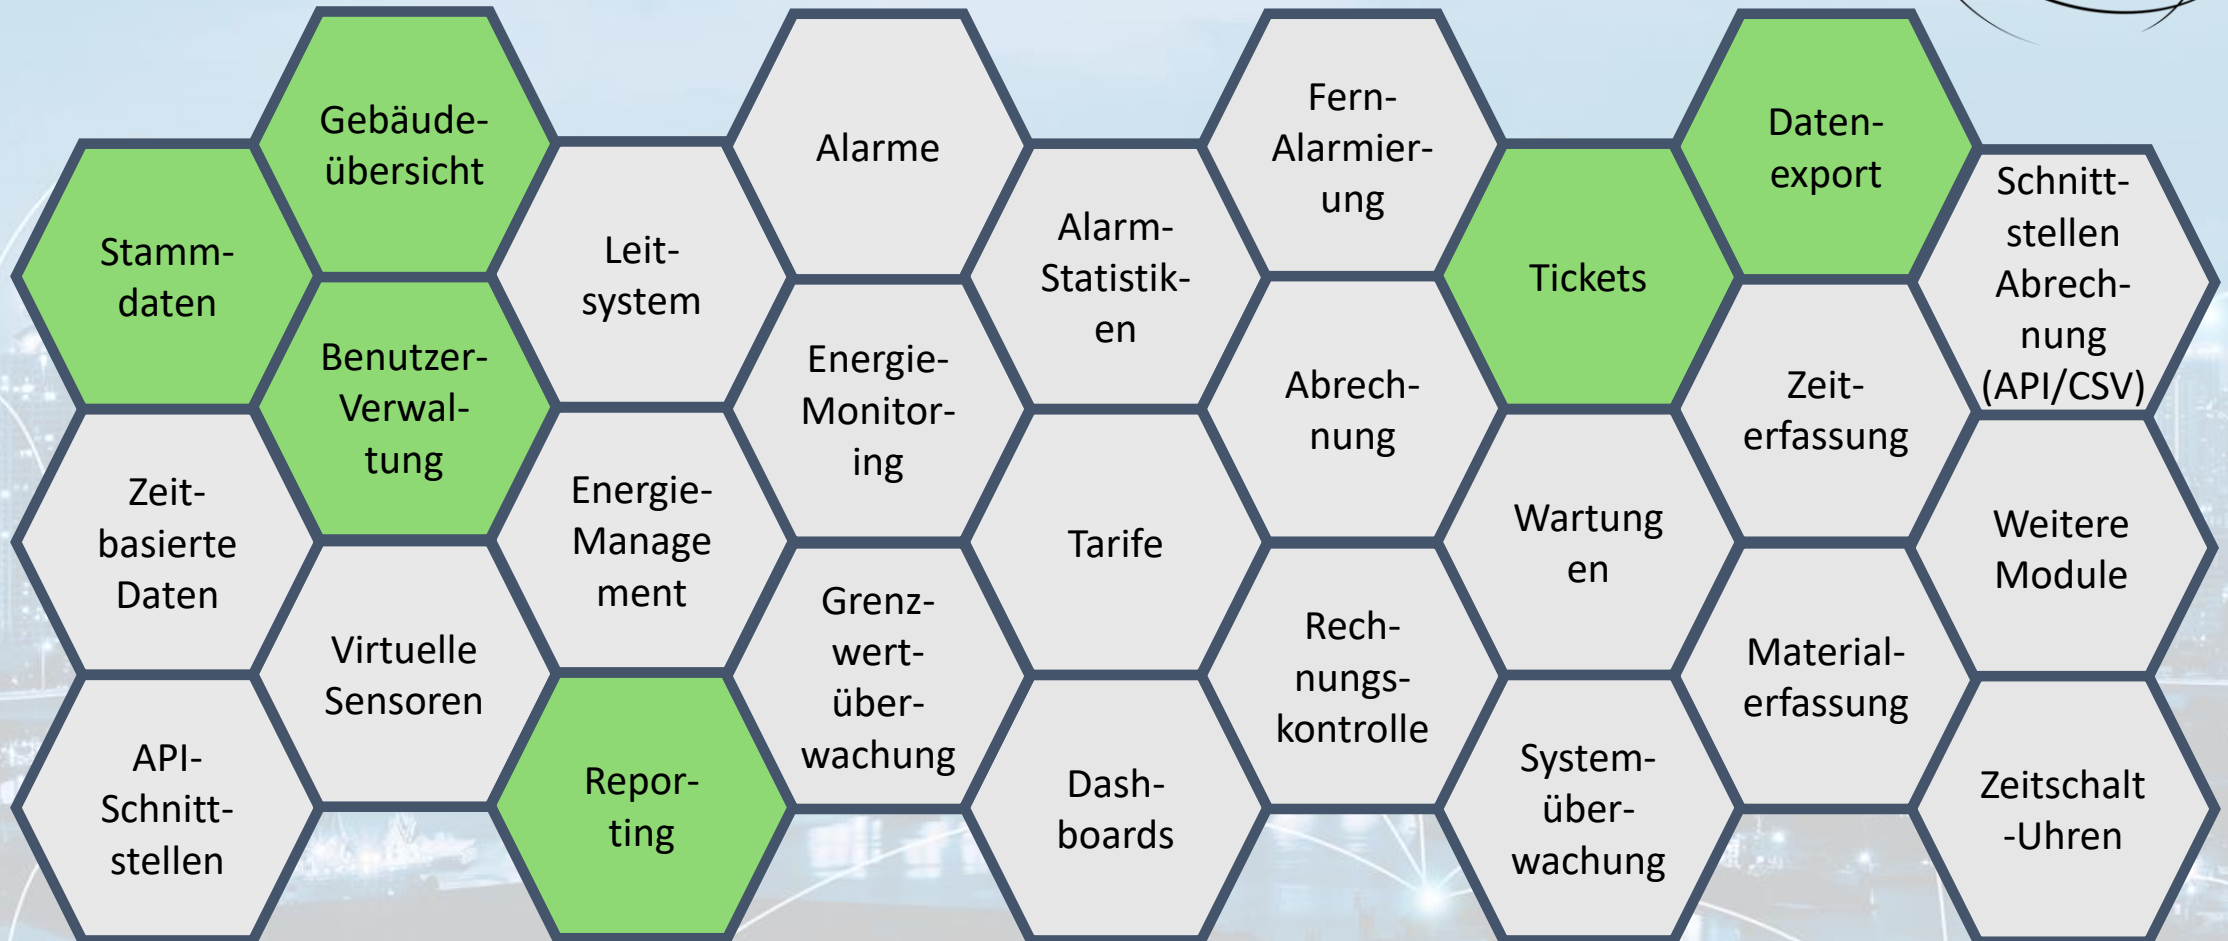 Stamm-
daten
Zeit-
basierte
Daten
API-
Schnitt-
stellen
Gebäude-
übersicht
Benutzer-
Verwal-
tung
Virtuelle
Sensoren
Leit-
system
Energie-
Manage
ment
Repor-
ting
Alarme
Energie-
Monitor-
ing
Grenz-
wert-
über-
wachung
Alarm-
Statistik-
en
Tarife
Dash-
boards
Fern-
Alarmier-
ung
Abrech-
nung
Rech-
nungs-
kontrolle
Tickets
Wartung
en
System-
über-
wachung
Daten-
export
Zeit-
erfassung
Material-
erfassung
Schnitt-
stellen
Abrech-
nung
(API/CSV)
Weitere
Module
Zeitschalt
-Uhren